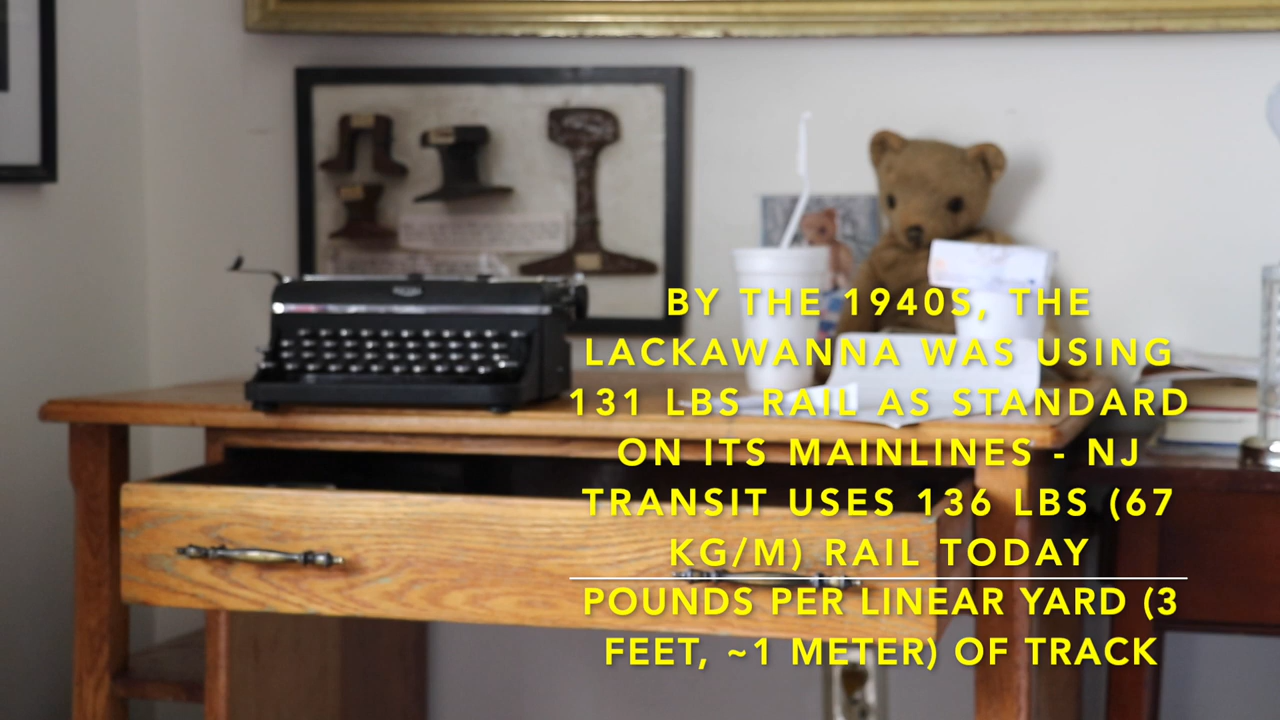 BY THE 1940S, THE
LACKAWANNA WAS USING
131 LBS RAIL AS STANDARD
ON ITS MAINLINES - NJ
TRANSIT USES 136 LBS (67
KG/M) RAIL TODAY
POUNDS PER LINEAR YARD (3
FEET, ~1 METER) OF TRACK